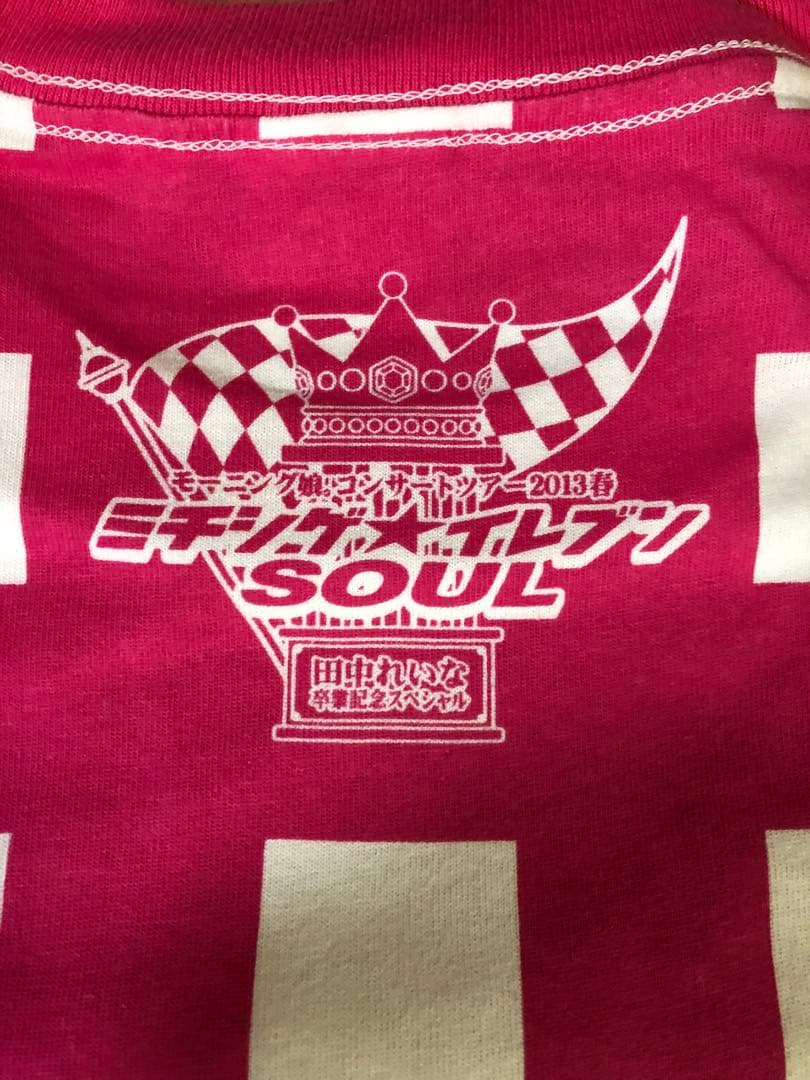 モーニング娘。コンサートツアー2013春
ミチシゲ★イレブン
SOUL
田中れいな
卒業記念スペシャル